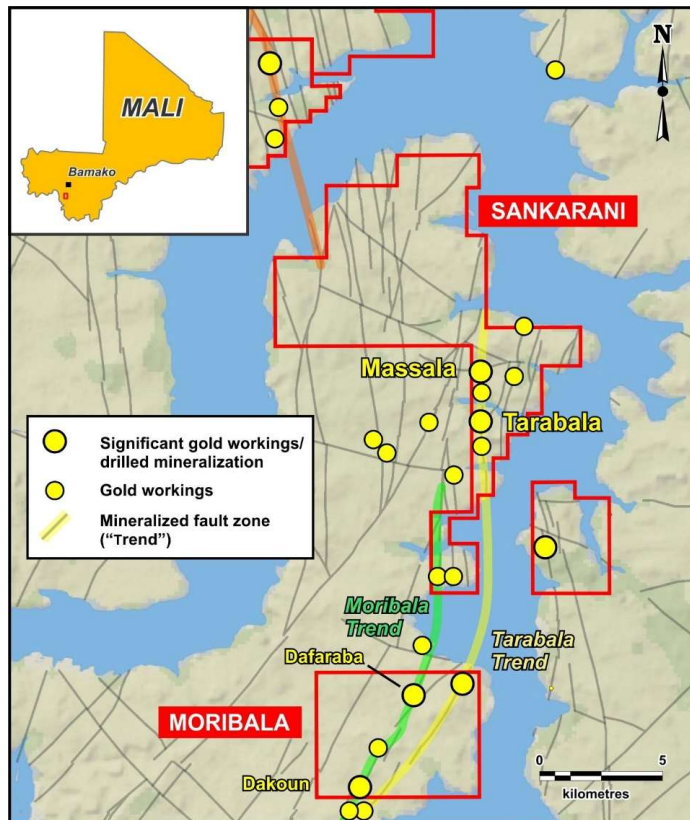 MALI
Bamako
N
SANKARANI
Massala
Tarabala
Significant gold workings/
drilled mineralization
Gold workings
Mineralized fault zone
("Trend")
Moribala
Trend
Tarabala
Trend
Dafaraba
MORIBALA
Dakoun
0 5
kilometres